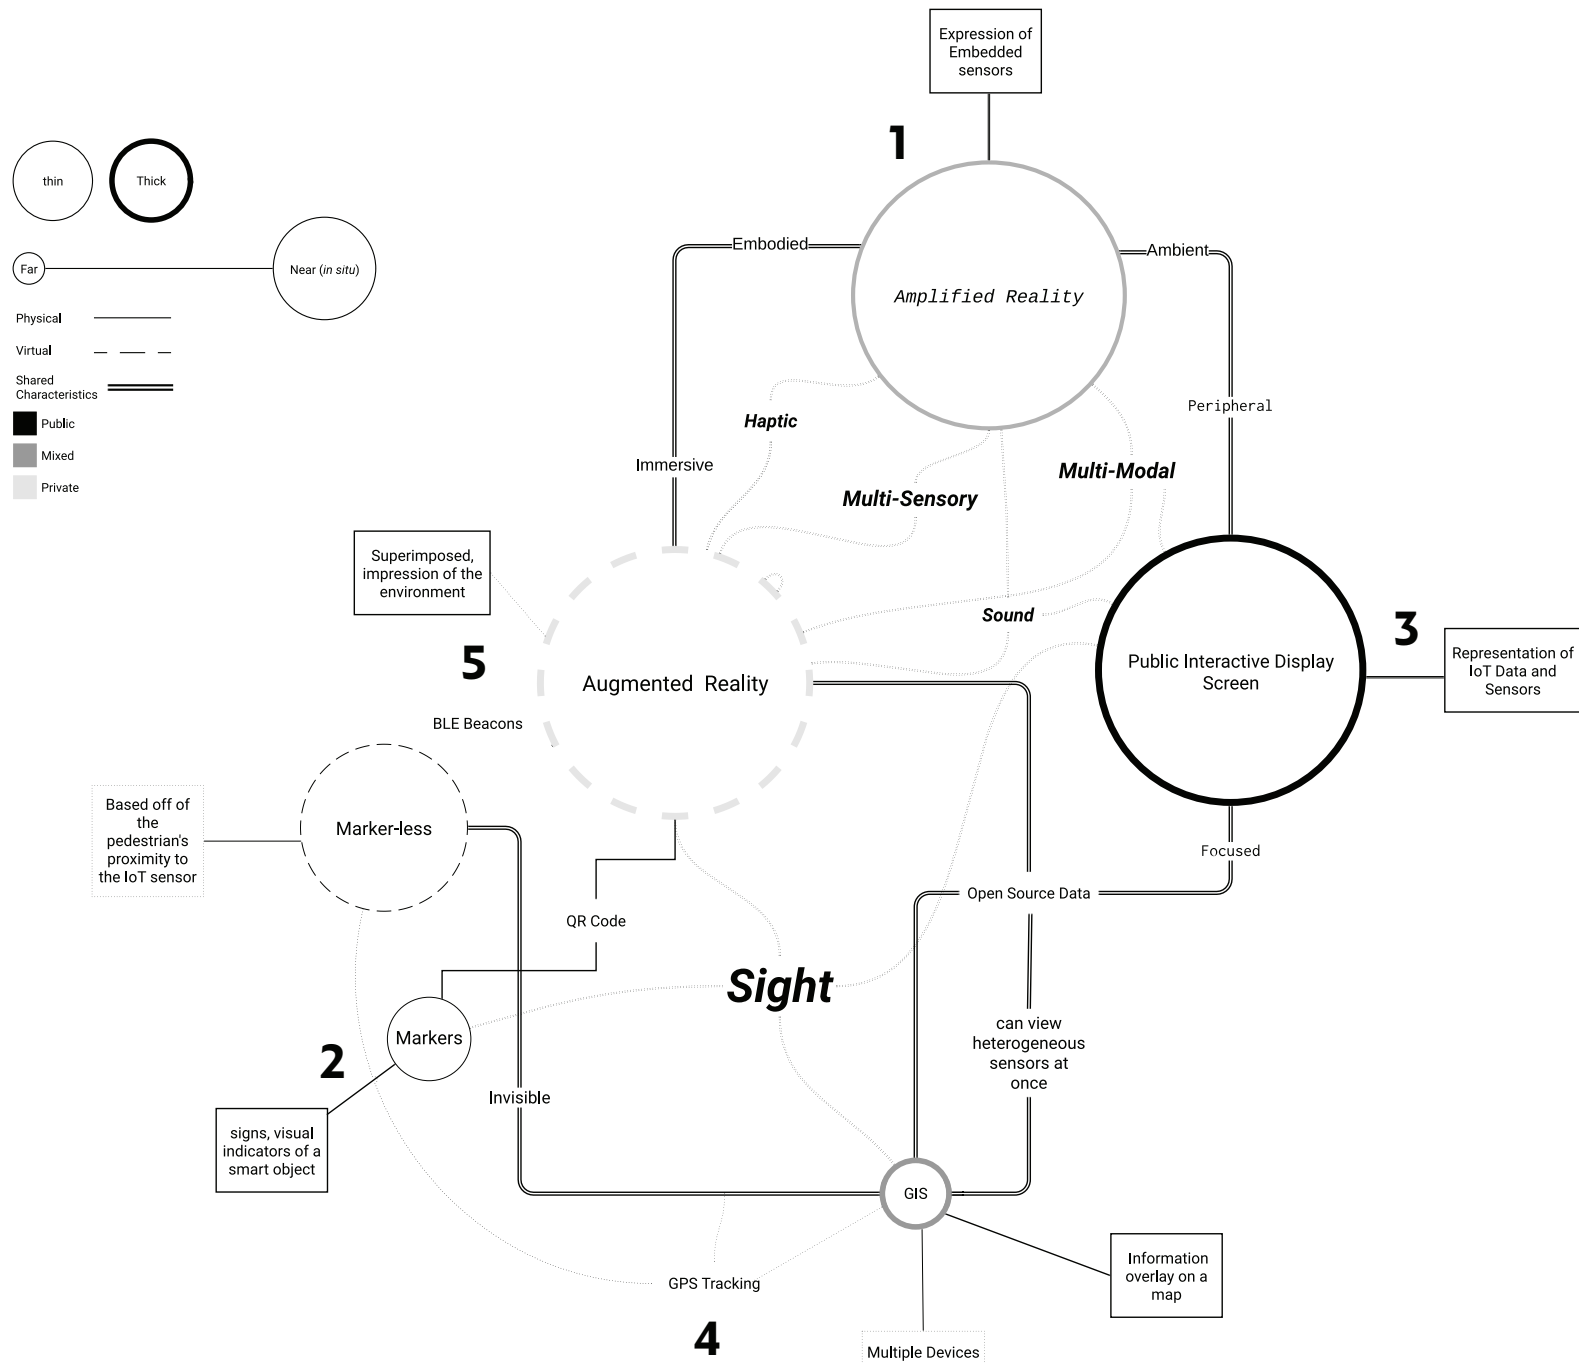 Expression of
Embedded
sensors
1
thin
Thick
Embodied
Ambient
Far
Near (in situ)
Amplified Reality
Physical
Virtual
Shared
Characteristics
Public
Mixed
Private
Haptic
Peripheral
Immersive
Multi-Sensory
Multi-Modal
Superimposed,
impression of the
environment
Sound
3
5
Augmented Reality
Public Interactive Display
Screen
Representation of
IoT Data and
Sensors
BLE Beacons
Based off of
the
pedestrian's
proximity to
the IoT sensor
Marker-less
Focused
Open Source Data
QR Code
Sight
can view
heterogeneous
sensors at
once
Markers
2
Invisible
signs, visual
indicators of a
smart object
GIS
GPS Tracking
Information
overlay on a
map
4
Multiple Devices